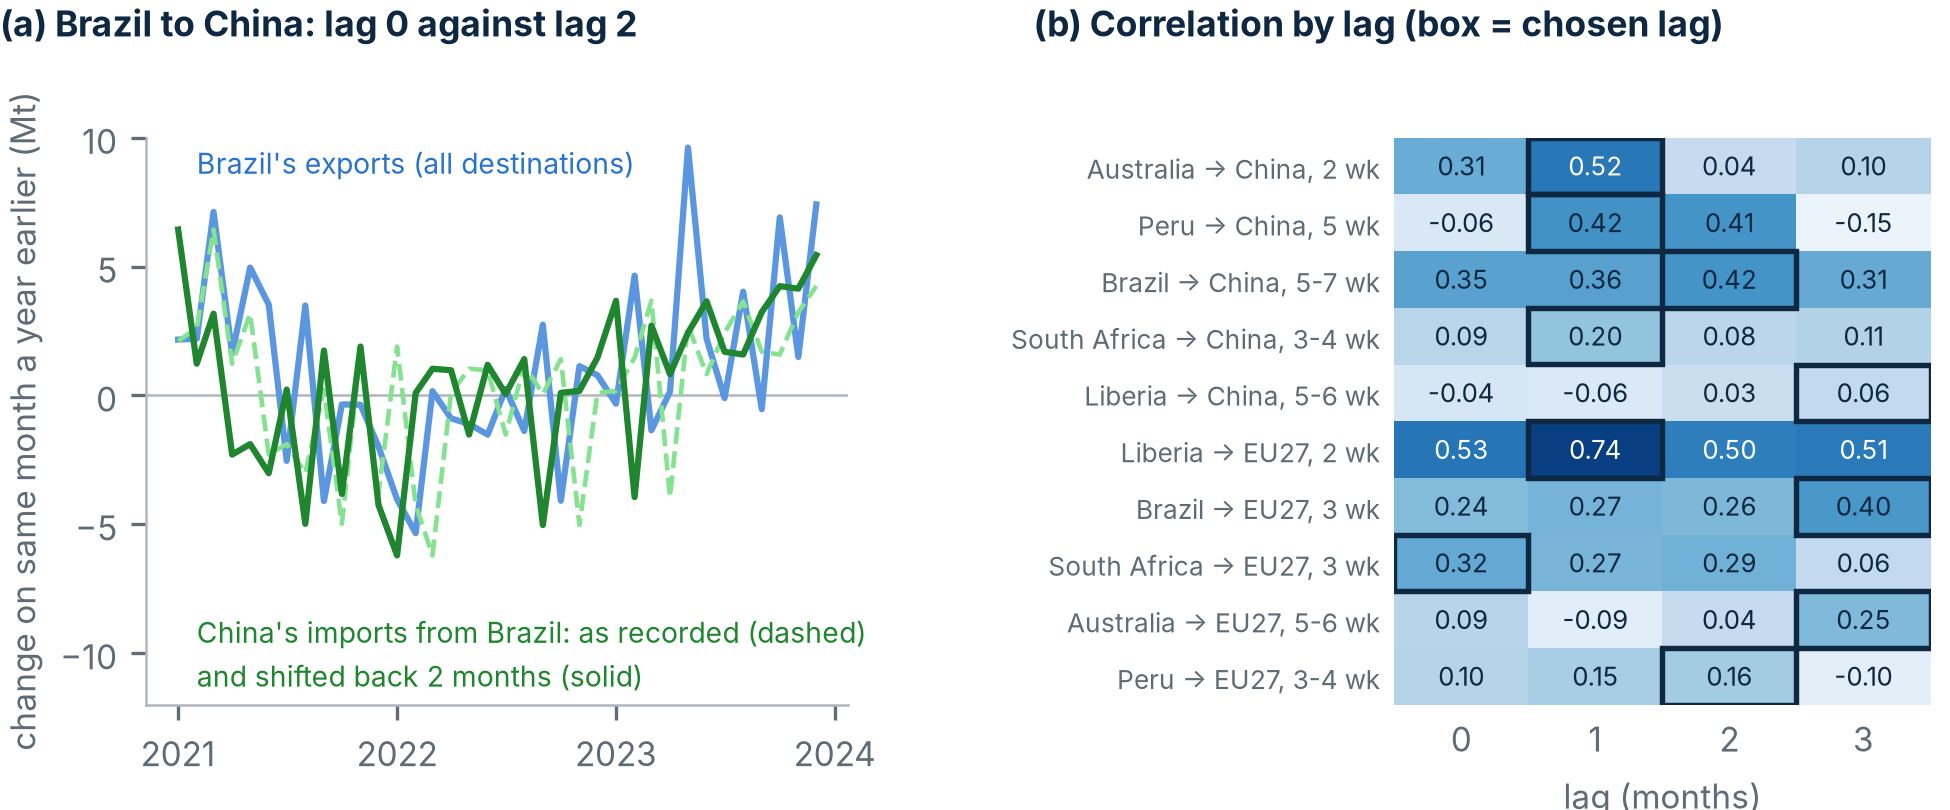 (a) Brazil to China: lag 0 against lag 2
change on same month a year earlier (Mt)
10
5
0
−5
−10
Brazil's exports (all destinations)
China's imports from Brazil: as recorded (dashed)
and shifted back 2 months (solid)
2021 2022 2023 2024
(b) Correlation by lag (box = chosen lag)
Australia → China, 2 wk 0.31 0.52 0.04 0.10
Peru → China, 5 wk -0.06 0.42 0.41 -0.15
Brazil → China, 5-7 wk 0.35 0.36 0.42 0.31
South Africa → China, 3-4 wk 0.09 0.20 0.08 0.11
Liberia → China, 5-6 wk -0.04 -0.06 0.03 0.06
Liberia → EU27, 2 wk 0.53 0.74 0.50 0.51
Brazil → EU27, 3 wk 0.24 0.27 0.26 0.40
South Africa → EU27, 3 wk 0.32 0.27 0.29 0.06
Australia → EU27, 5-6 wk 0.09 -0.09 0.04 0.25
Peru → EU27, 3-4 wk 0.10 0.15 0.16 -0.10
0 1 2 3
lag (months)